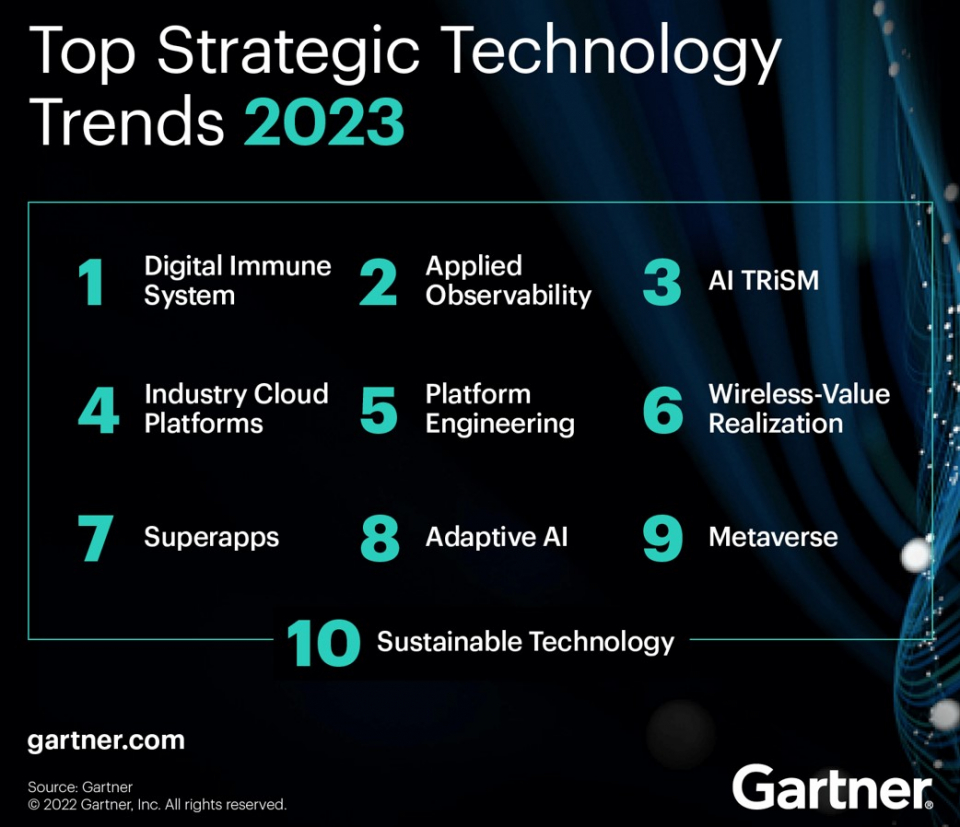 Top Strategic Technology
Trends 2023
1 Digital Immune
System
2 Applied
Observability
3 AI TRiSM
4 Industry Cloud
Platforms
5 Platform
Engineering
6 Wireless-Value
Realization
7 Superapps
8 Adaptive AI
9 Metaverse
10 Sustainable Technology
gartner.com
Source: Gartner
© 2022 Gartner, Inc. All rights reserved.
Gartner®